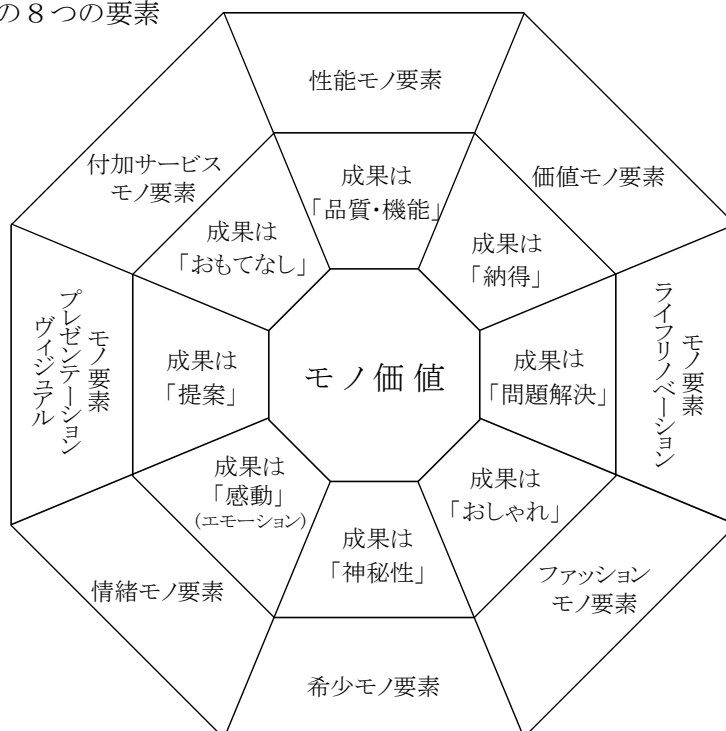 の８つの要素
性能モノ要素
成果は
「品質・機能」
価値モノ要素
成果は
「納得」
ライフリノベーション
モノ要素
成果は
「問題解決」
ファッション
モノ要素
成果は
「おしゃれ」
希少モノ要素
成果は
「神秘性」
情緒モノ要素
成果は
「感動」
(エモーション)
ヴィジュアル
プレゼンテーション
モノ要素
成果は
「提案」
付加サービス
モノ要素
成果は
「おもてなし」
モノ価値